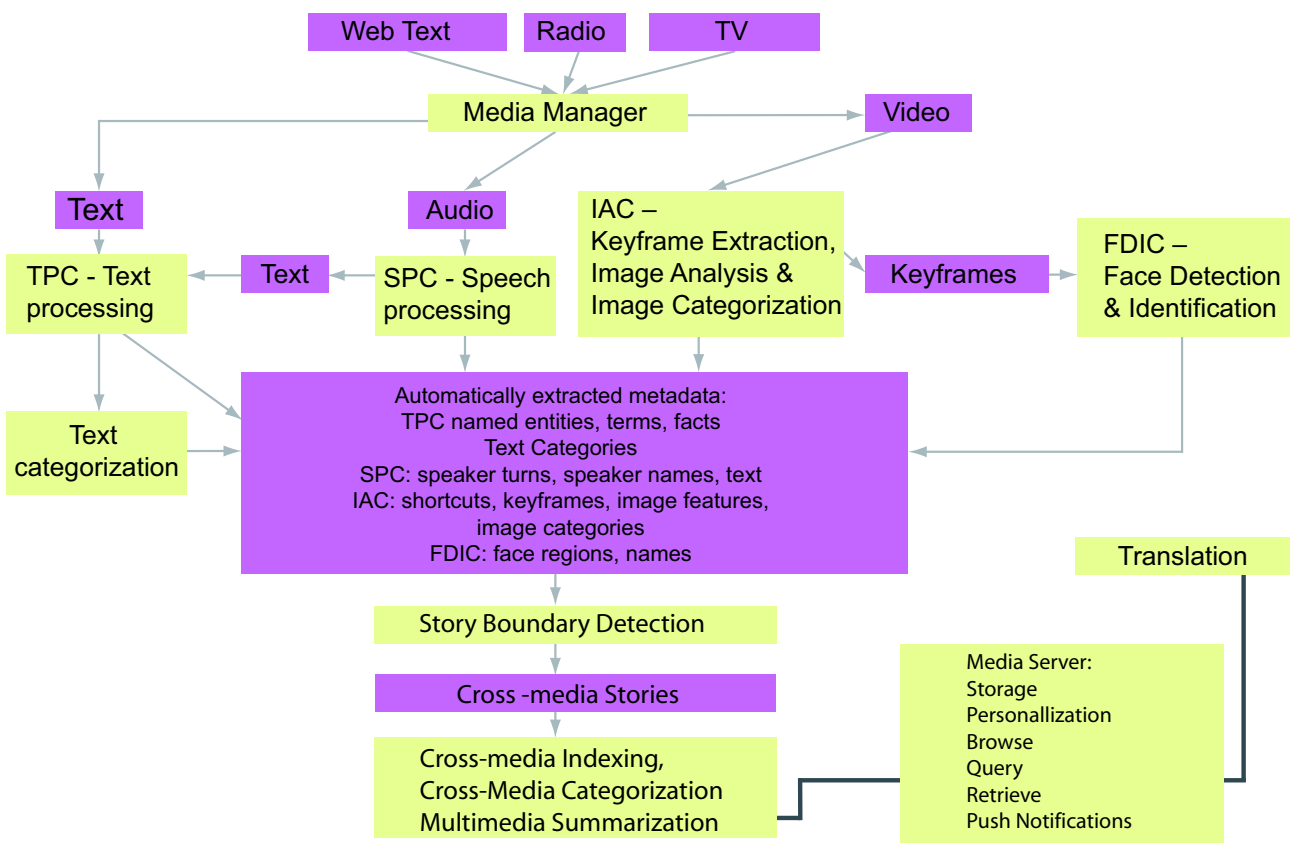 Web Text
Radio
TV
Media Manager
Video
Text
Audio
IAC –
Keyframe Extraction,
Image Analysis &
Image Categorization
FDIC –
Face Detection
& Identification
TPC - Text
processing
Text
SPC - Speech
processing
Keyframes
Automatically extracted metadata:
TPC named entities, terms, facts
Text Categories
SPC: speaker turns, speaker names, text
IAC: shortcuts, keyframes, image features,
image categories
FDIC: face regions, names
Text
categorization
Translation
Story Boundary Detection
Cross -media Stories
Cross-media Indexing,
Cross-Media Categorization
Multimedia Summarization
Media Server:
Storage
Personallization
Browse
Query
Retrieve
Push Notifications